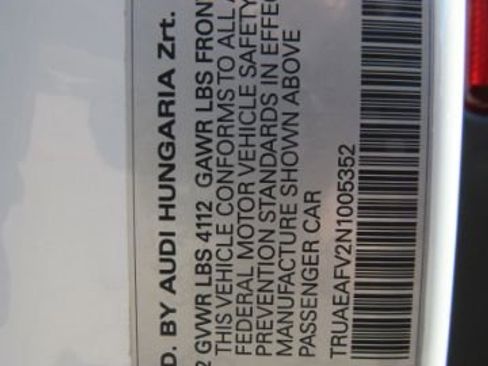 D. BY AUDI HUNGARIA Zrt.
2 GVWR LBS 4112 GAWR LBS FRONT
THIS VEHICLE CONFORMS TO ALL
FEDERAL MOTOR VEHICLE SAFETY
PREVENTION STANDARDS IN EFFEC
MANUFACTURE SHOWN ABOVE
PASSENGER CAR
TRUAEAFV2N1005352